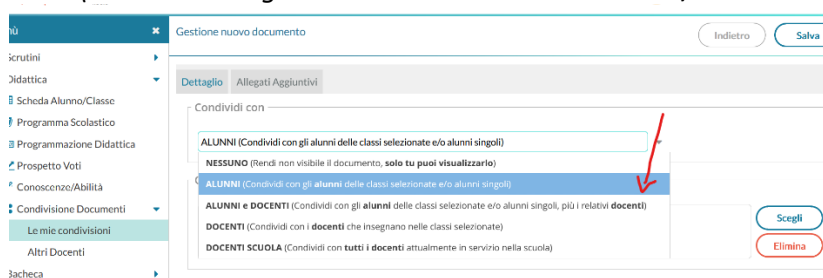 nù
Gestione nuovo documento
Indietro
Salva
Scrutini
Didattica
Scheda Alunno/Classe
Programma Scolastico
Programmazione Didattica
Prospetto Voti
Conoscenze/Abilità
Condivisione Documenti
Le mie condivisioni
Altri Docenti
Bacheca
Dettaglio
Allegati Aggiuntivi
Condividi con
ALUNNI (Condividi con gli alunni delle classi selezionate e/o alunni singoli)
NESSUNO (Rendi non visibile il documento, solo tu puoi visualizzarlo)
ALUNNI (Condividi con gli alunni delle classi selezionate e/o alunni singoli)
ALUNNI e DOCENTI (Condividi con gli alunni delle classi selezionate e/o alunni singoli, più i relativi docenti)
DOCENTI (Condividi con i docenti che insegnano nelle classi selezionate)
DOCENTI SCUOLA (Condividi con tutti i docenti attualmente in servizio nella scuola)
Scegli
Elimina